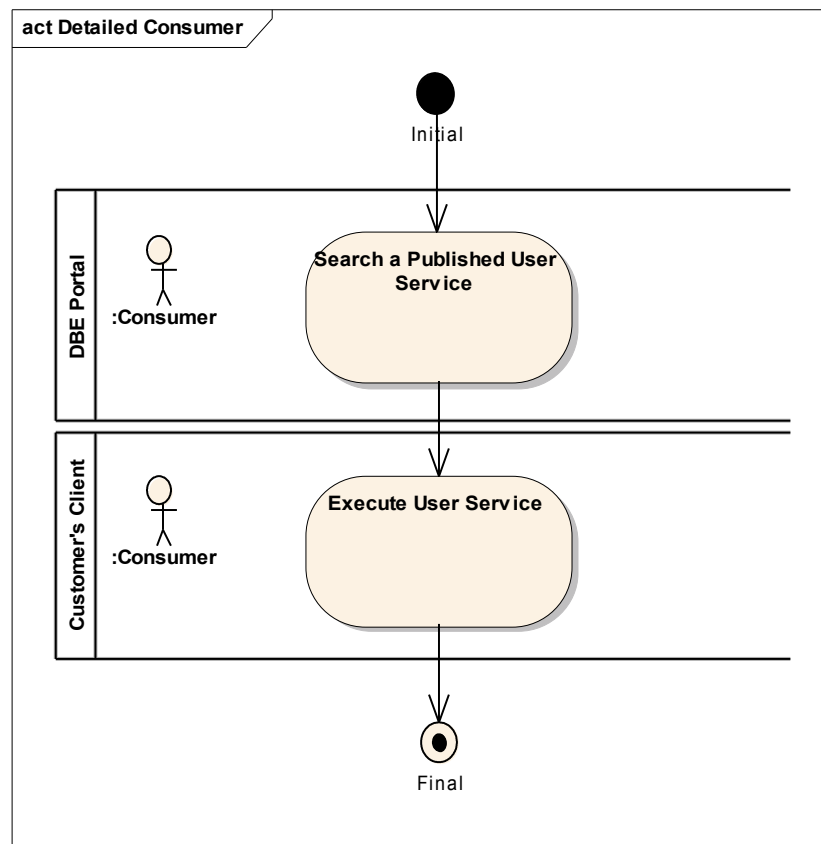 act Detailed Consumer
Initial
DBE Portal
:Consumer
Search a Published User
Service
Customer's Client
:Consumer
Execute User Service
Final